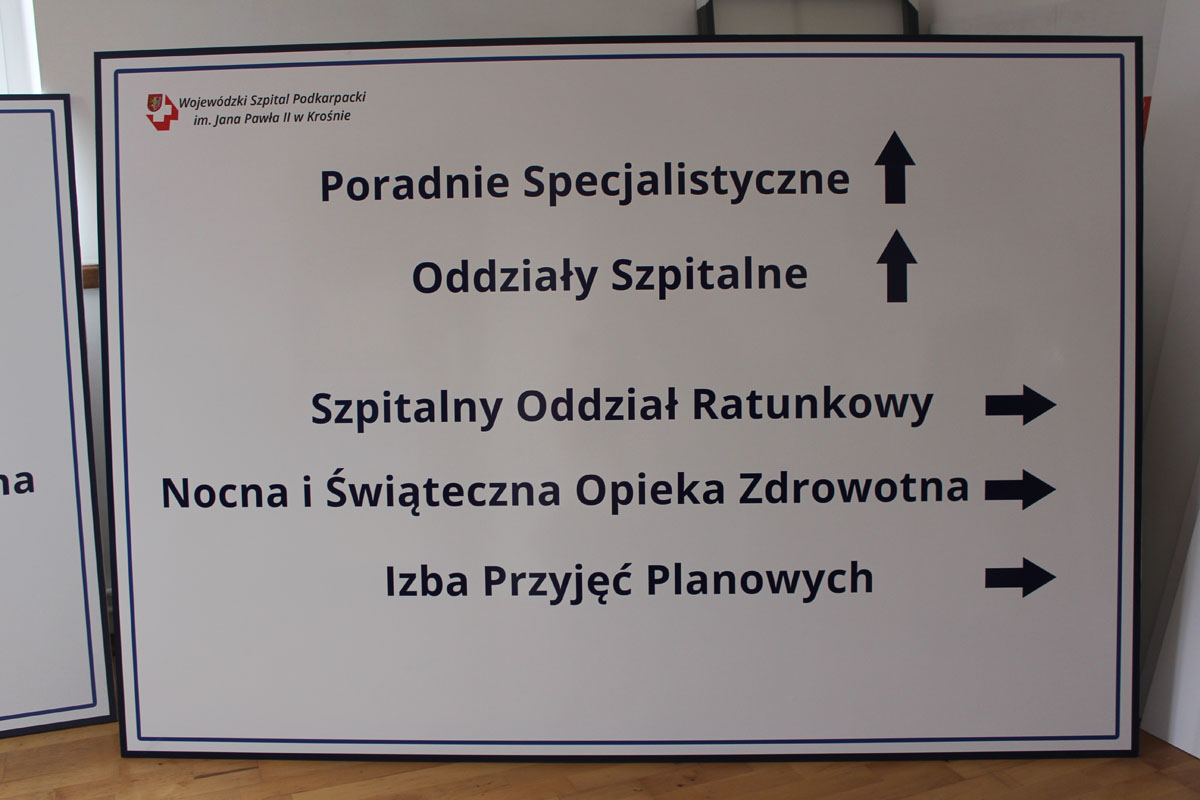 Wojewódzki Szpital Podkarpacki
im. Jana Pawła II w Krośnie
Poradnie Specjalistyczne
Oddziały Szpitalne
Szpitalny Oddział Ratunkowy
Nocna i Świąteczna Opieka Zdrowotna
Izba Przyjęć Planowych